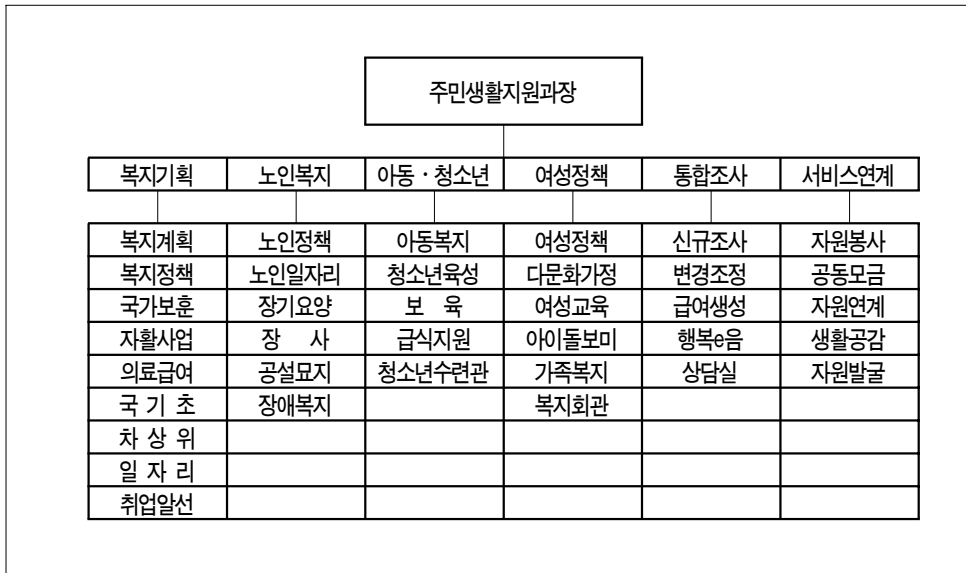 주민생활지원과장
복지기획 노인복지 아동·청소년 여성정책 통합조사 서비스연계
복지계획 노인정책 아동복지 여성정책 신규조사 자원봉사
복지정책 노인일자리 청소년육성 다문화가정 변경조정 공동모금
국가보훈 장기요양 보 육 여성교육 급여생성 자원연계
자활사업 장 사 급식지원 아이돌보미 행복e음 생활공감
의료급여 공설묘지 청소년수련관 가족복지 상담실 자원발굴
국 기 초 장애복지 복지회관
차 상 위
일 자 리
취업알선